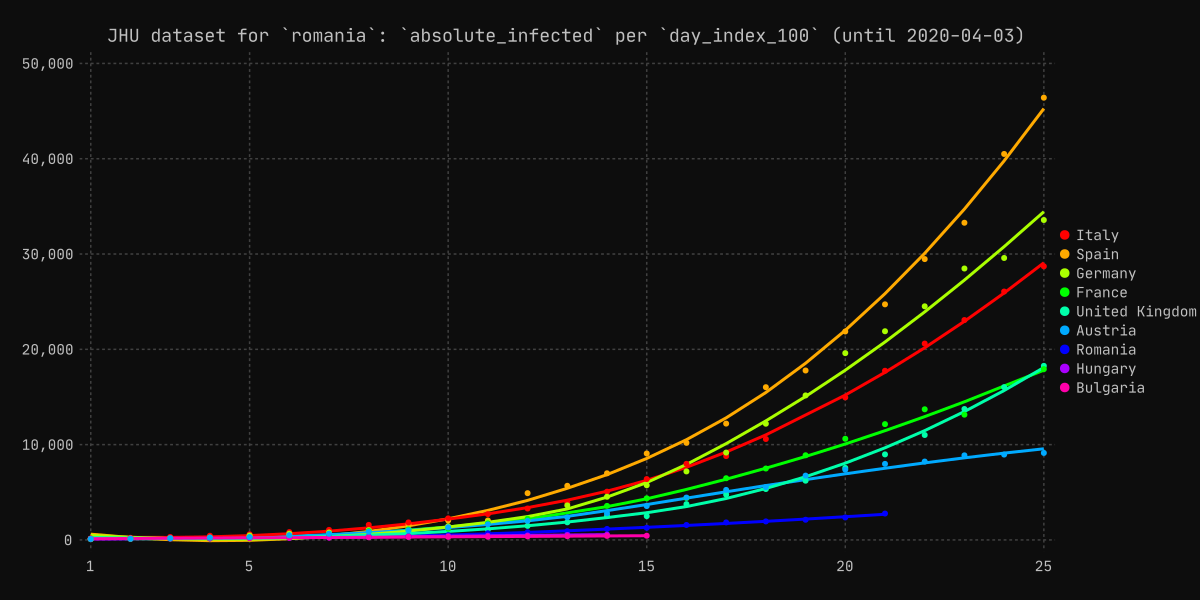 JHU dataset for `romania`: `absolute_infected` per `day_index_100` (until 2020-04-03)
50,000
40,000
30,000
20,000
10,000
0
1 5 10 15 20 25
Italy
Spain
Germany
France
United Kingdom
Austria
Romania
Hungary
Bulgaria